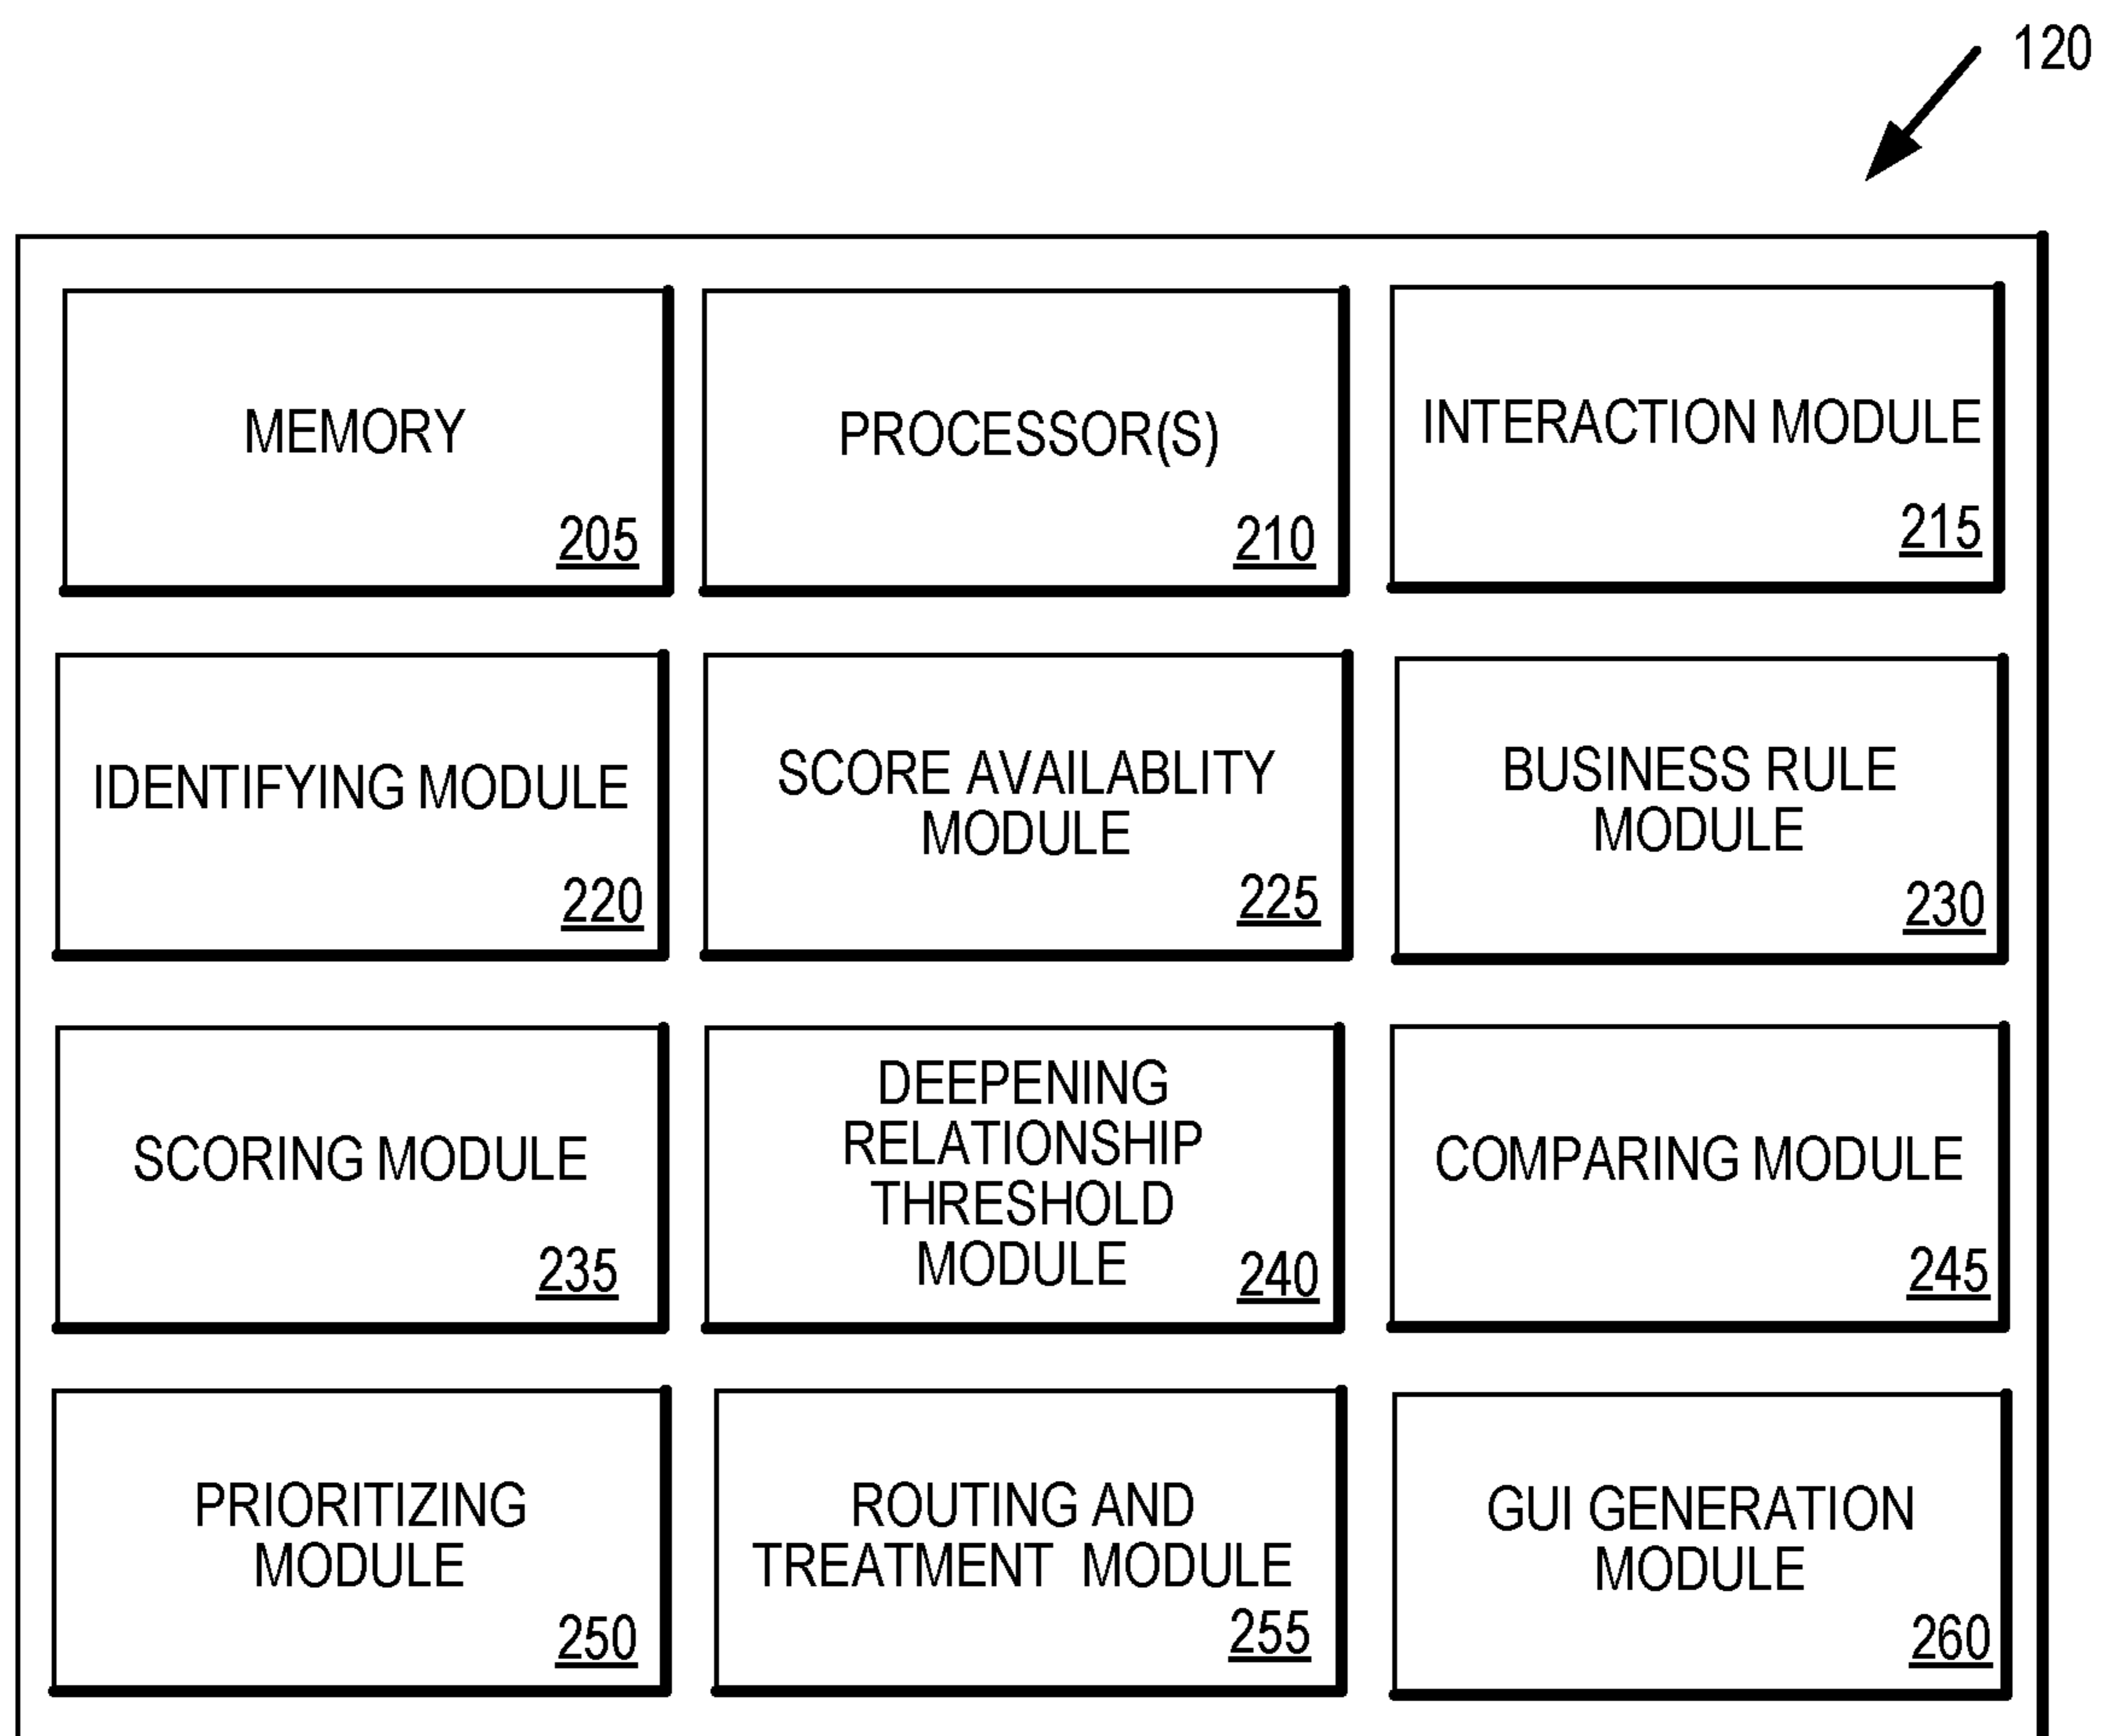 120
MEMORY
205
PROCESSOR(S)
210
INTERACTION MODULE
215
IDENTIFYING MODULE
220
SCORE AVAILABLITY
MODULE
225
BUSINESS RULE
MODULE
230
SCORING MODULE
235
DEEPENING
RELATIONSHIP
THRESHOLD
MODULE
240
COMPARING MODULE
245
PRIORITIZING
MODULE
250
ROUTING AND
TREATMENT MODULE
255
GUI GENERATION
MODULE
260